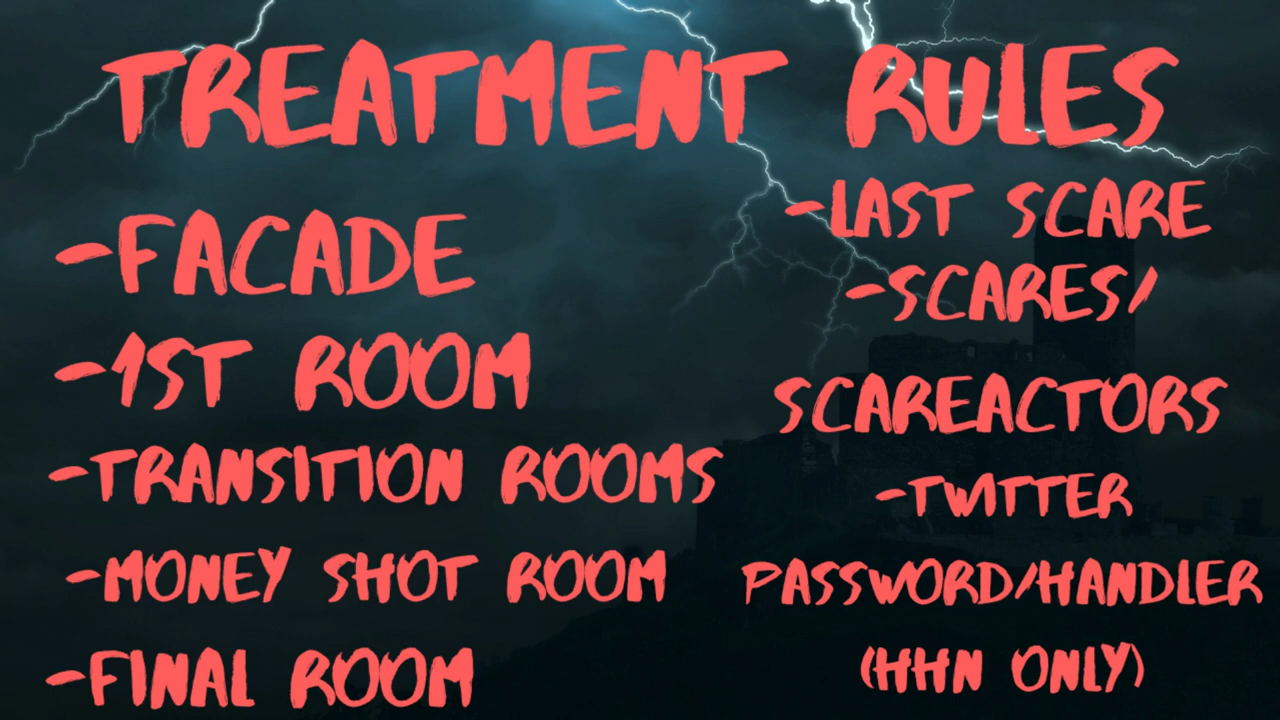 TREATMENT RULES
-FACADE
-1ST ROOM
-TRANSITION ROOMS
-MONEY SHOT ROOM
-FINAL ROOM
-LAST SCARE
-SCARES/
SCAREACTORS
-TWITTER
PASSWORD/HANDLER
(HHN ONLY)